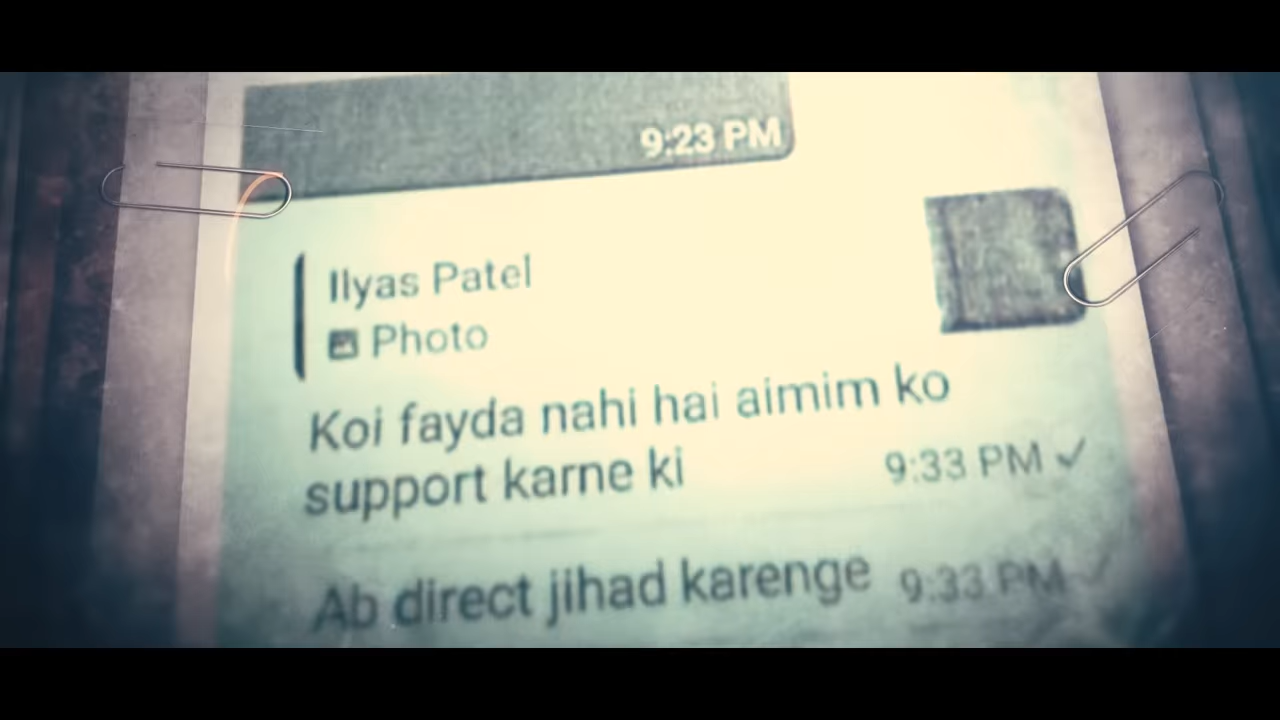 9:23 PM
Ilyas Patel
Photo
Koi fayda nahi hai aimim ko
support karne ki
9:33 PM
Ab direct jihad karenge 9:33 PM